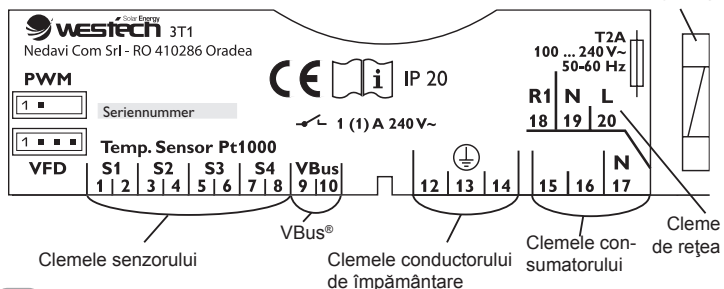 Solar Energy
westech 3T1
Nedavi Com Srl - RO 410286 Oradea
PWM
1
Seriennummer
1
VFD
Temp. Sensor Pt1000
S1 S2 S3 S4 VBus
1 2 3 4 5 6 7 8 9 10
CE i IP 20
1 (1) A 240 V~
T2A
100 ... 240 V~
50-60 Hz
R1 N L
18 19 20
N
12 13 14 15 16 17
Clemele senzorului
VBus®
Clemele conductorului
de împământare
Clemele con-
sumatorului
Cleme
de reţea